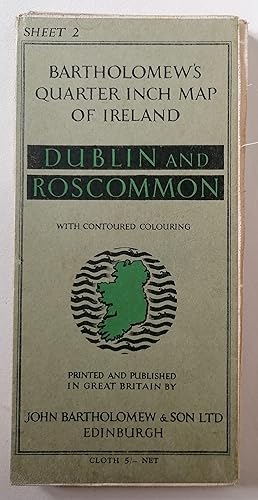 SHEET 2
BARTHOLOMEW'S
QUARTER INCH MAP
OF IRELAND
DUBLIN AND
ROSCOMMON
WITH CONTOURED COLOURING
PRINTED AND PUBLISHED
IN GREAT BRITAIN BY
JOHN BARTHOLOMEW & SON LTD
EDINBURGH
CLOTH 5/- NET